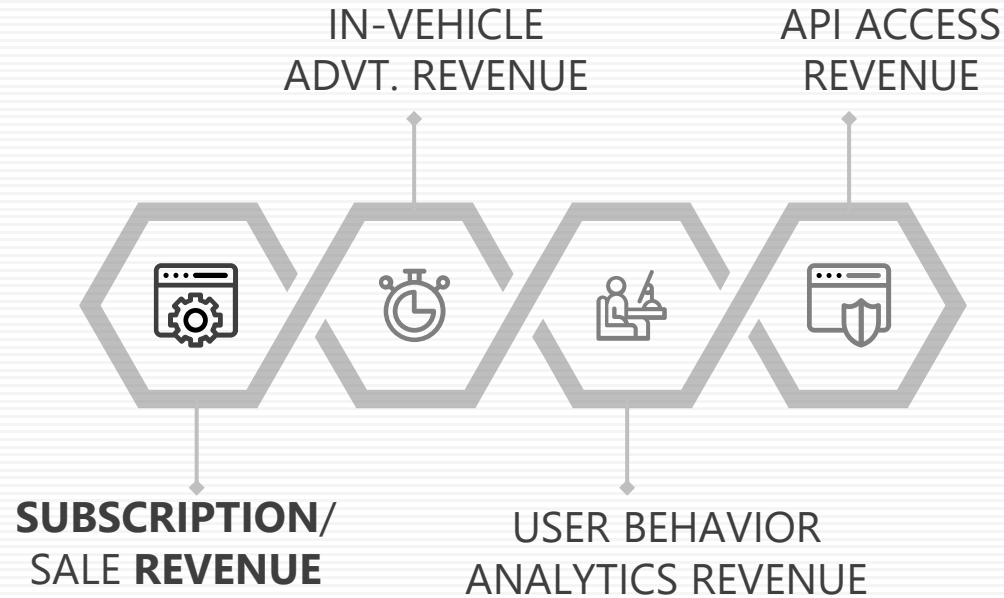 IN-VEHICLE
ADVT. REVENUE
API ACCESS
REVENUE
SUBSCRIPTION/
SALE REVENUE
USER BEHAVIOR
ANALYTICS REVENUE